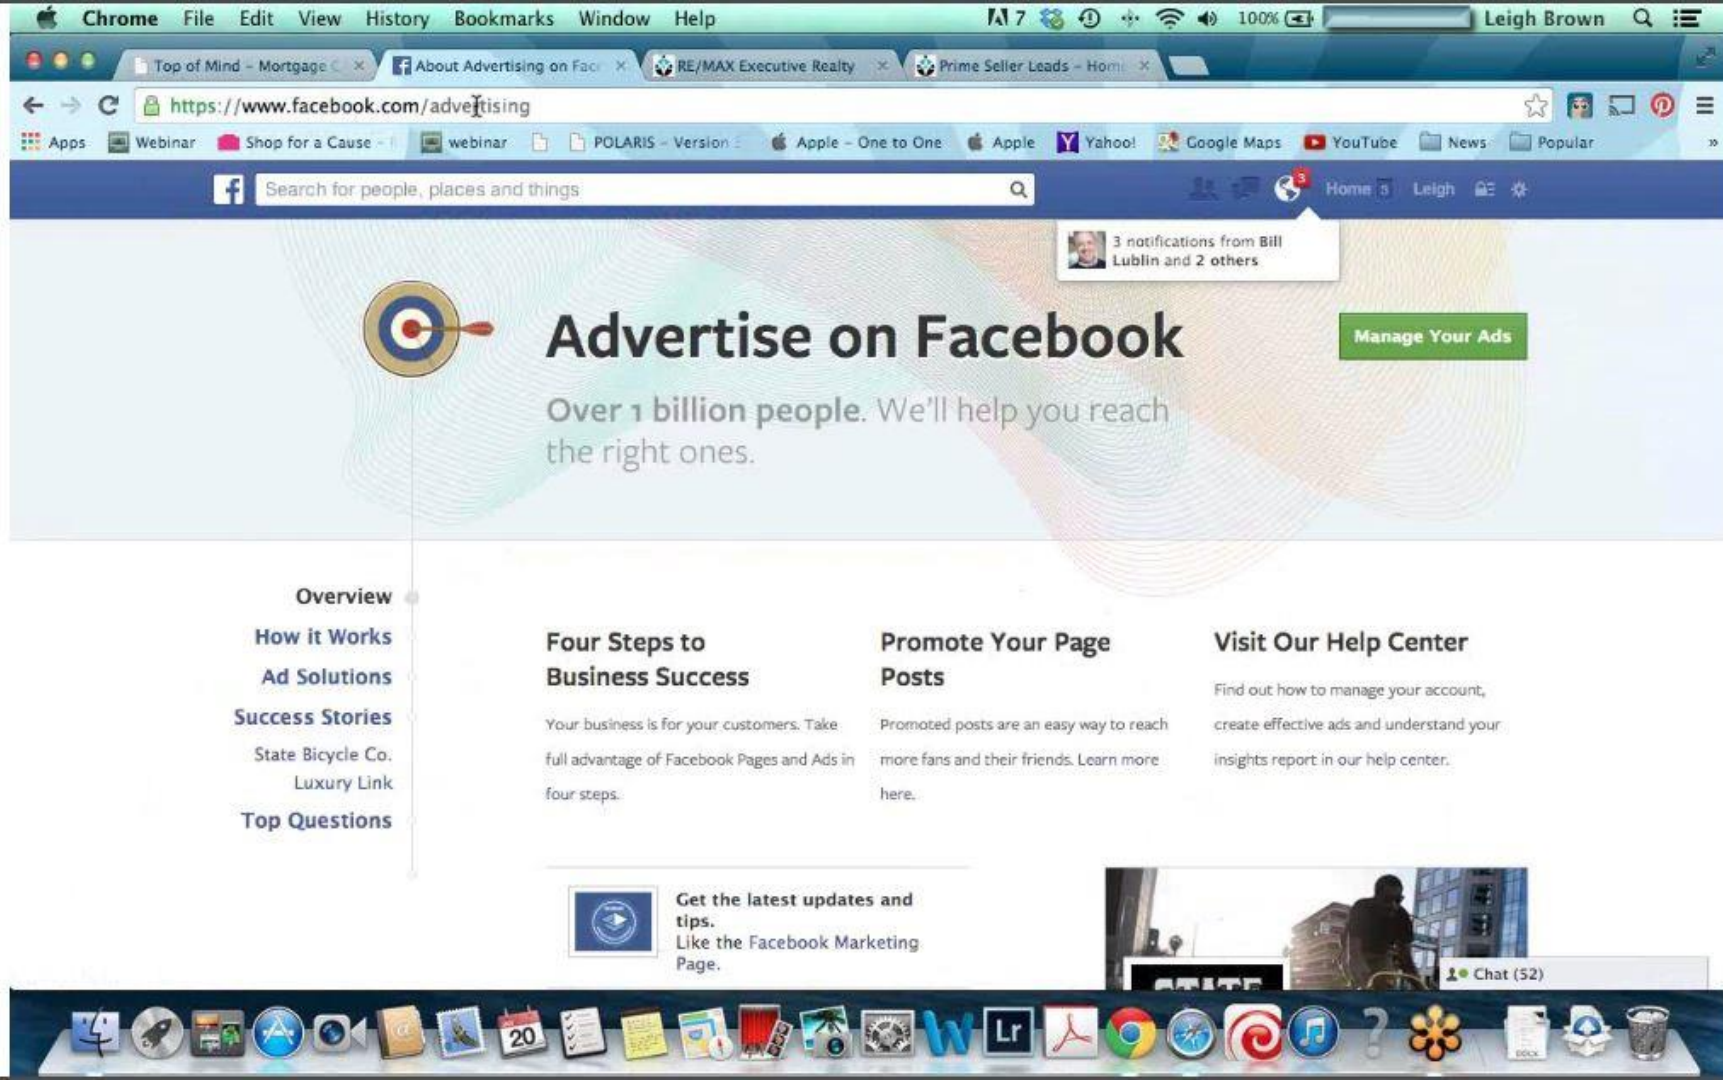 Chrome File Edit View History Bookmarks Window Help 7 100% Leigh Brown
Top of Mind – Mortgage About Advertising on Fac RE/MAX Executive Realty Prime Seller Leads – Hom
https://www.facebook.com/advertising
Apps Webinar Shop for a Cause – webinar POLARIS – Version Apple – One to One Apple Yahoo! Google Maps YouTube News Popular »
Search for people, places and things 3 Home 5 Leigh
3 notifications from Bill
Lublin and 2 others
Advertise on Facebook
Manage Your Ads
Over 1 billion people. We'll help you reach
the right ones.
Overview
How it Works
Ad Solutions
Success Stories
State Bicycle Co.
Luxury Link
Top Questions
Four Steps to
Business Success
Your business is for your customers. Take
full advantage of Facebook Pages and Ads in
four steps.
Promote Your Page
Posts
Promoted posts are an easy way to reach
more fans and their friends. Learn more
here.
Visit Our Help Center
Find out how to manage your account,
create effective ads and understand your
insights report in our help center.
Get the latest updates and
tips.
Like the Facebook Marketing
Page.
STATE
Chat (52)
20 Lr ? DOCX